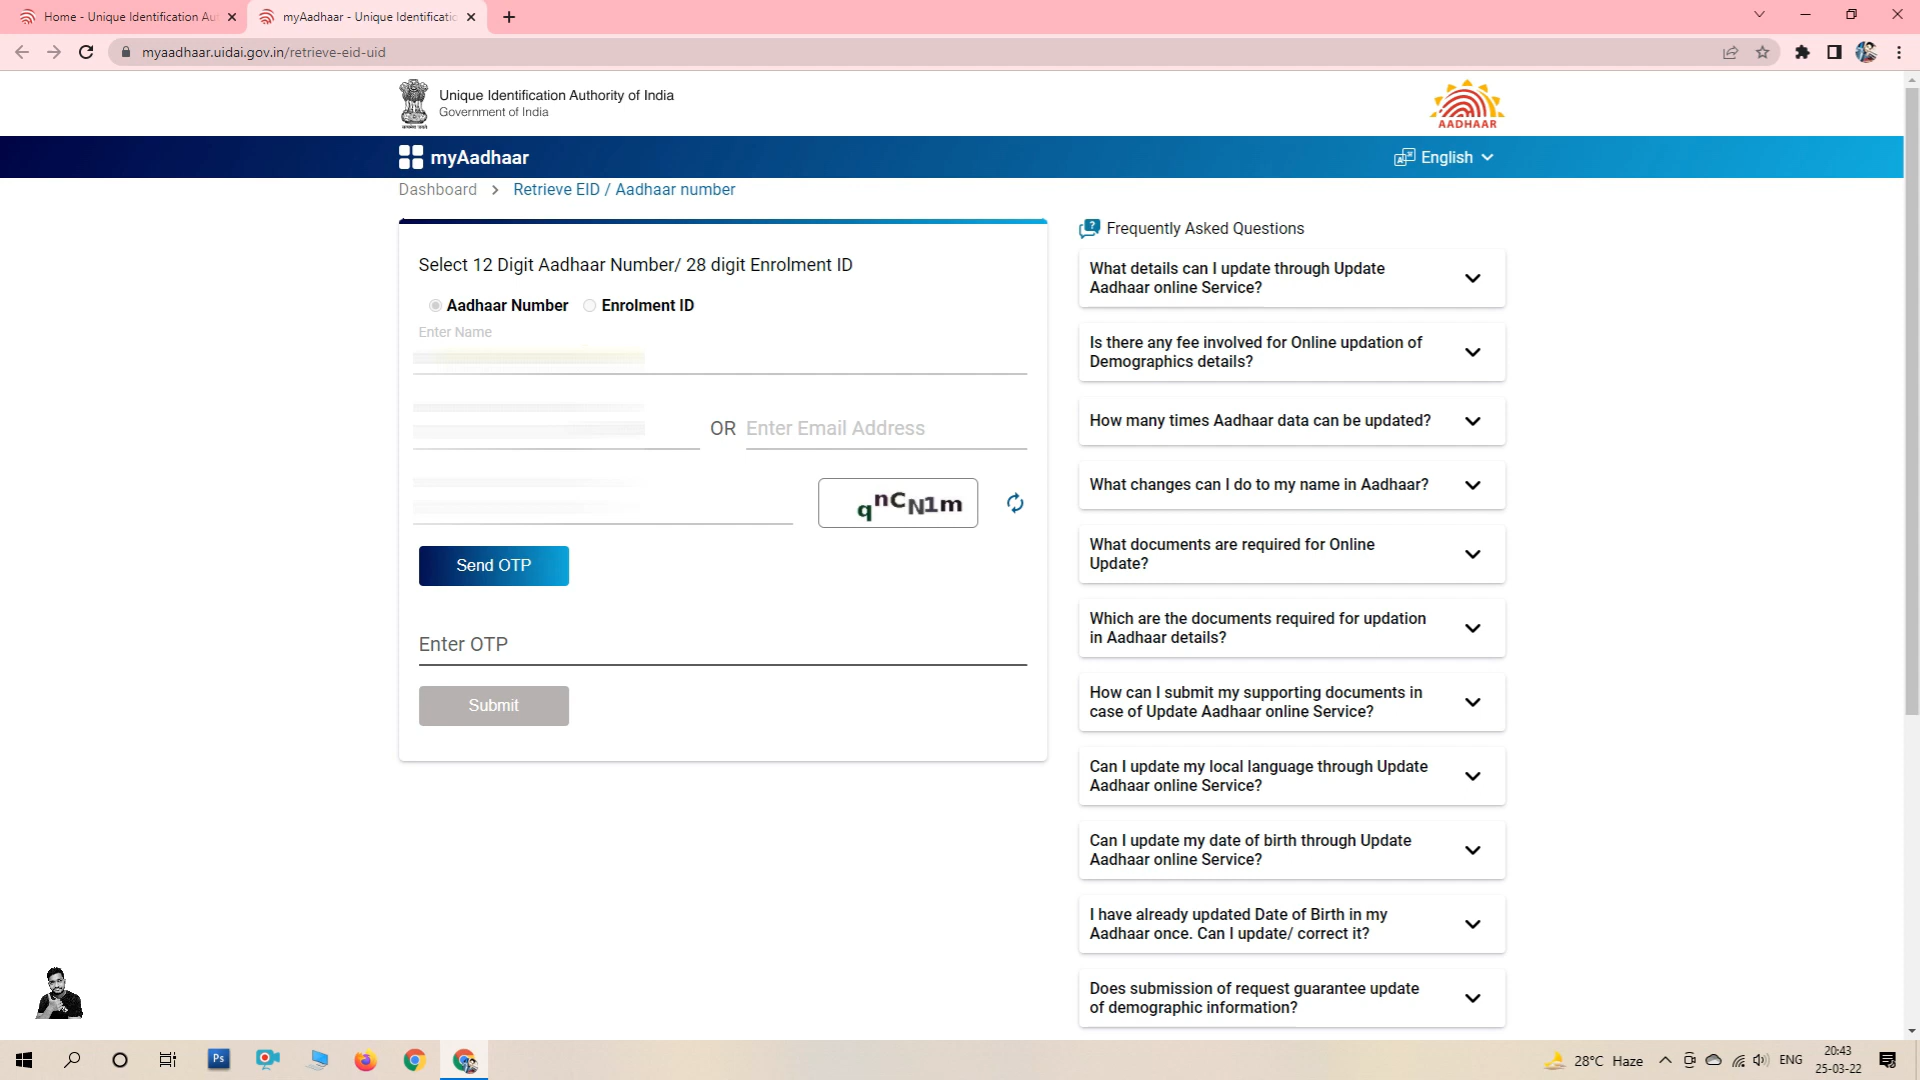 Home - Unique Identification Au
myAadhaar - Unique Identificatic
myaadhaar.uidai.gov.in/retrieve-eid-uid
Unique Identification Authority of India
Government of India
AADHAAR
myAadhaar
English
Dashboard > Retrieve EID / Aadhaar number
Select 12 Digit Aadhaar Number/ 28 digit Enrolment ID
Aadhaar Number
Enrolment ID
Enter Name
OR
Enter Email Address
qnCN1m
Send OTP
Enter OTP
Submit
Frequently Asked Questions
What details can I update through Update
Aadhaar online Service?
Is there any fee involved for Online updation of
Demographics details?
How many times Aadhaar data can be updated?
What changes can I do to my name in Aadhaar?
What documents are required for Online
Update?
Which are the documents required for updation
in Aadhaar details?
How can I submit my supporting documents in
case of Update Aadhaar online Service?
Can I update my local language through Update
Aadhaar online Service?
Can I update my date of birth through Update
Aadhaar online Service?
I have already updated Date of Birth in my
Aadhaar once. Can I update/ correct it?
Does submission of request guarantee update
of demographic information?
Ps
28°C Haze
ENG
20:43
25-03-22